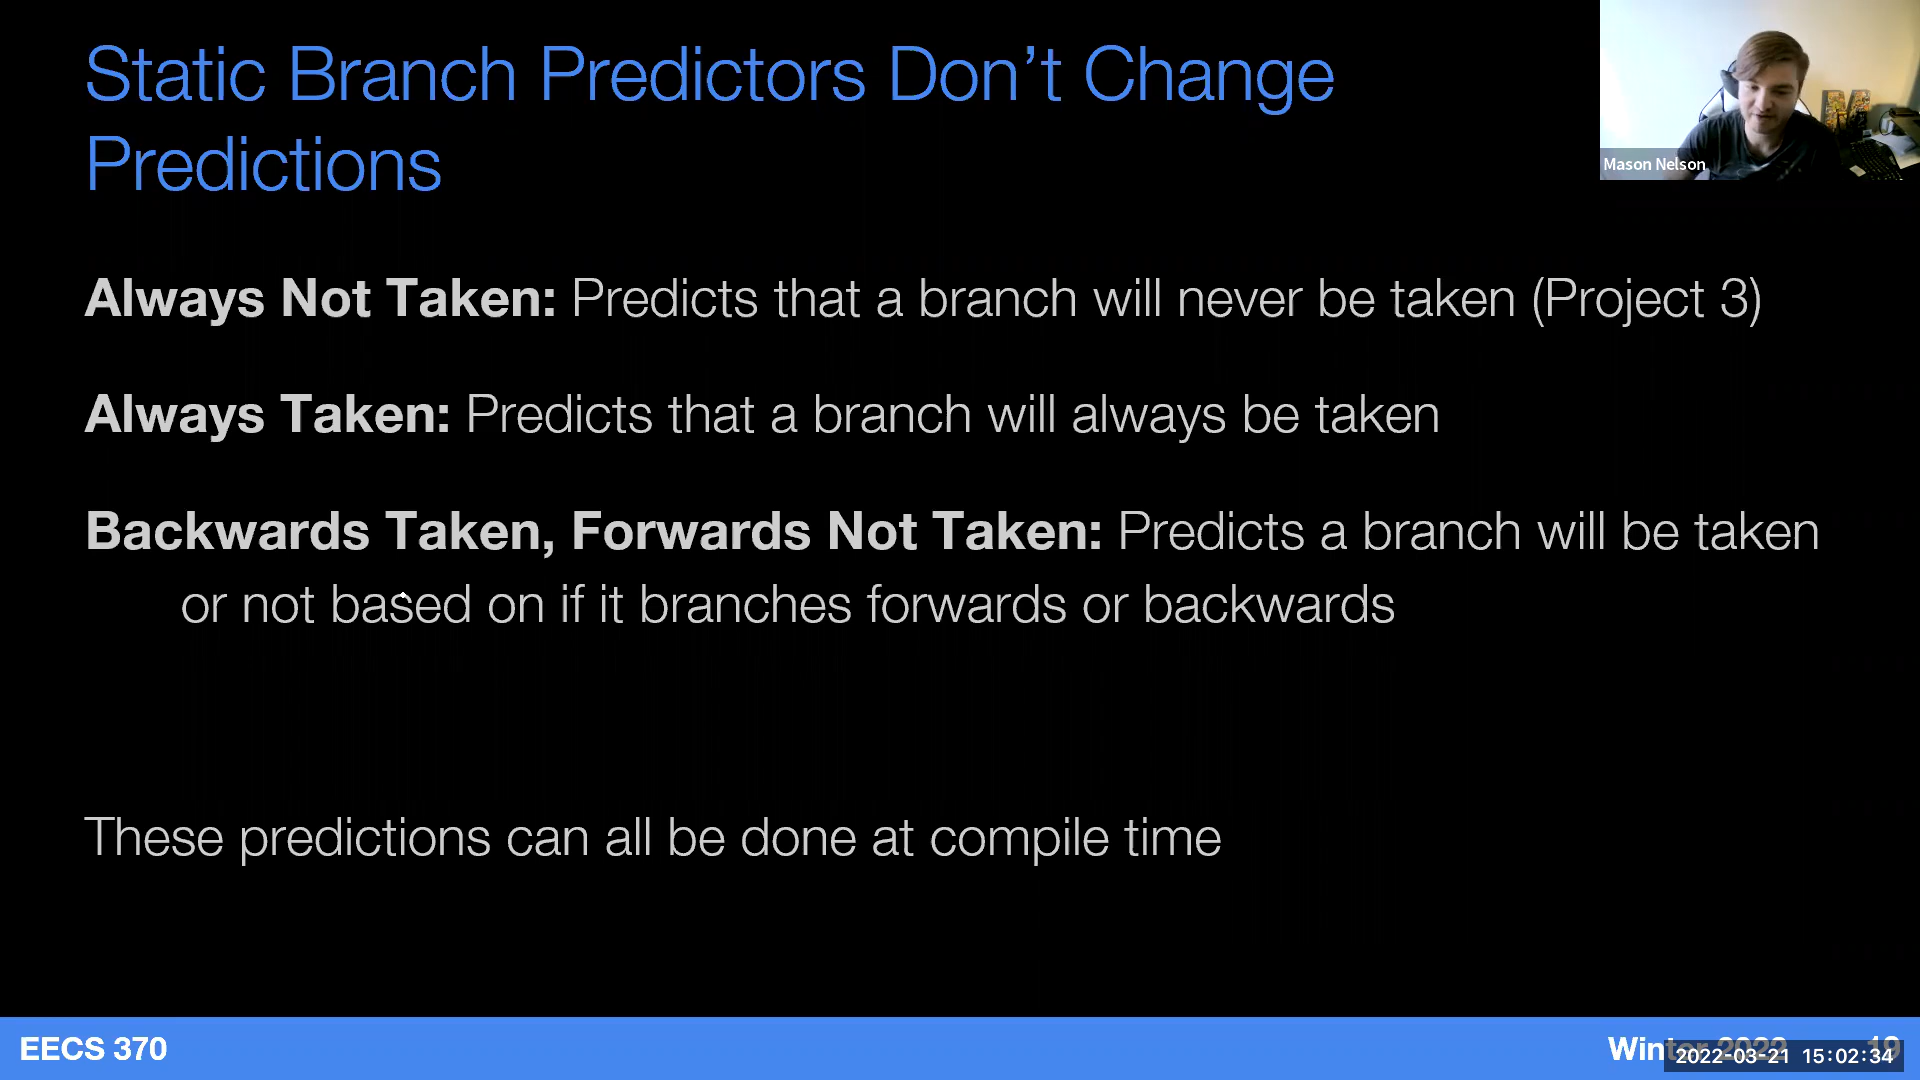 Static Branch Predictors Don’t Change
Predictions
Mason Nelson
Always Not Taken: Predicts that a branch will never be taken (Project 3)
Always Taken: Predicts that a branch will always be taken
Backwards Taken, Forwards Not Taken: Predicts a branch will be taken
or not based on if it branches forwards or backwards
These predictions can all be done at compile time
EECS 370
Winter 2022 19
2022-03-21 15:02:34